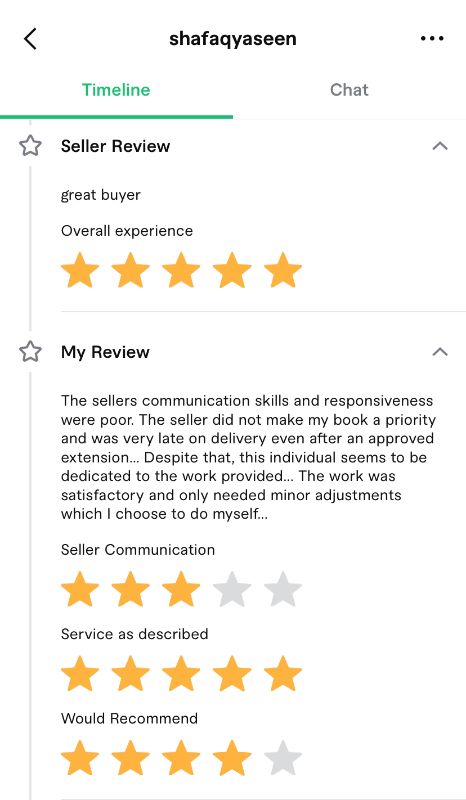 shafaqyaseen
Timeline
Chat
Seller Review
great buyer
Overall experience
My Review
The sellers communication skills and responsiveness
were poor. The seller did not make my book a priority
and was very late on delivery even after an approved
extension... Despite that, this individual seems to be
dedicated to the work provided... The work was
satisfactory and only needed minor adjustments
which I choose to do myself...
Seller Communication
Service as described
Would Recommend